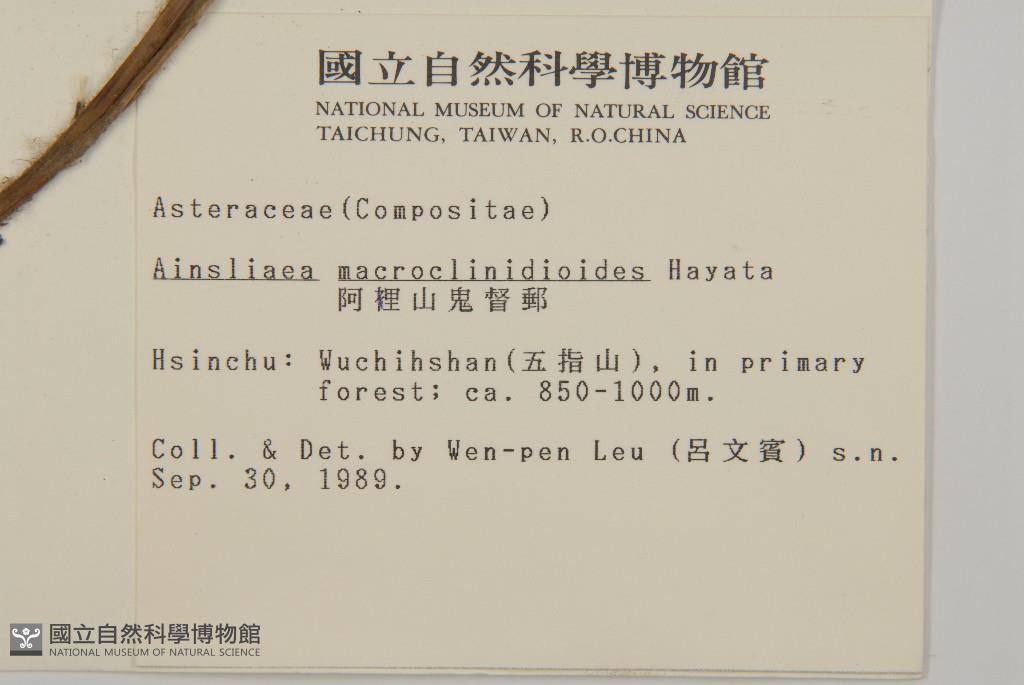 國立自然科學博物館
NATIONAL MUSEUM OF NATURAL SCIENCE
TAICHUNG, TAIWAN, R.O.CHINA
Asteraceae(Compositae)
Ainsliaea macroclinidioides Hayata
阿裡山鬼督郵
Hsinchu: Wuchihshan(五指山), in primary
forest; ca. 850-1000m.
Coll. & Det. by Wen-pen Leu (呂文賓) s.n.
Sep. 30, 1989.
國立自然科學博物館
NATIONAL MUSEUM OF NATURAL SCIENCE